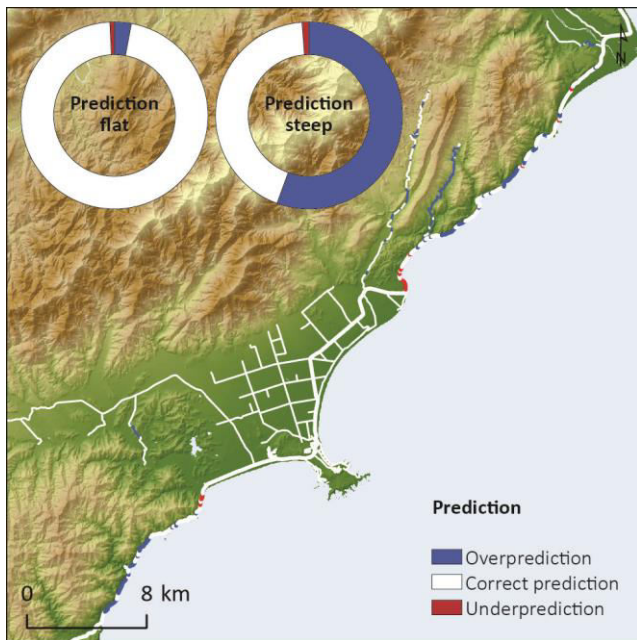 Prediction
flat
Prediction
steep
N
Prediction
Overprediction
Correct prediction
Underprediction
0 8 km